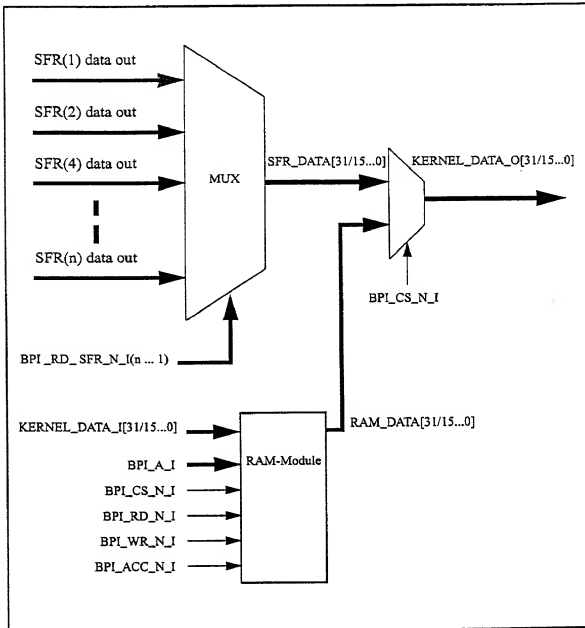 SFR(1) data out
SFR(2) data out
SFR(4) data out
SFR(n) data out
MUX
SFR_DATA[31/15...0]
KERNEL_DATA_O[31/15...0]
BPI_CS_N_I
BPI _RD_ SFR_N_I(n ... 1)
KERNEL_DATA_I[31/15...0]
RAM_DATA[31/15...0]
BPI_A_I
RAM-Module
BPI_CS_N_I
BPI_RD_N_I
BPI_WR_N_I
BPI_ACC_N_I